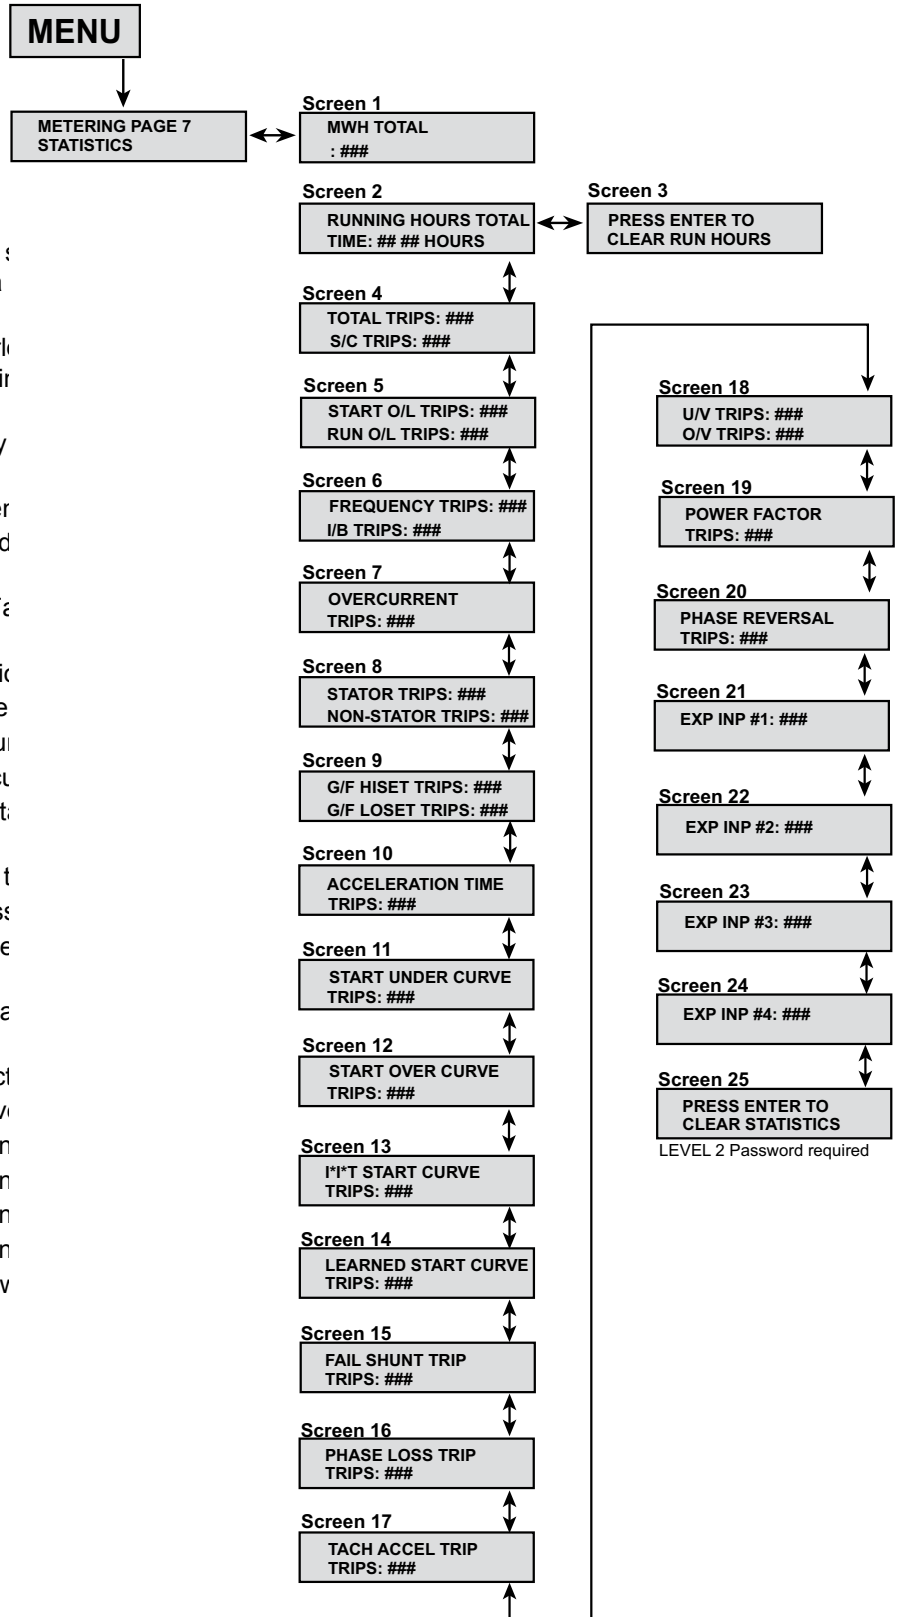 MENU
METERING PAGE 7
STATISTICS
Screen 1
MWH TOTAL
: ###
Screen 2
RUNNING HOURS TOTAL
TIME: ## ## HOURS
Screen 3
PRESS ENTER TO
CLEAR RUN HOURS
Screen 4
TOTAL TRIPS: ###
S/C TRIPS: ###
Screen 5
START O/L TRIPS: ###
RUN O/L TRIPS: ###
Screen 6
FREQUENCY TRIPS: ###
I/B TRIPS: ###
Screen 7
OVERCURRENT
TRIPS: ###
Screen 8
STATOR TRIPS: ###
NON-STATOR TRIPS: ###
Screen 9
G/F HISET TRIPS: ###
G/F LOSET TRIPS: ###
Screen 10
ACCELERATION TIME
TRIPS: ###
Screen 11
START UNDER CURVE
TRIPS: ###
Screen 12
START OVER CURVE
TRIPS: ###
Screen 13
I*I*T START CURVE
TRIPS: ###
Screen 14
LEARNED START CURVE
TRIPS: ###
Screen 15
FAIL SHUNT TRIP
TRIPS: ###
Screen 16
PHASE LOSS TRIP
TRIPS: ###
Screen 17
TACH ACCEL TRIP
TRIPS: ###
Screen 18
U/V TRIPS: ###
O/V TRIPS: ###
Screen 19
POWER FACTOR
TRIPS: ###
Screen 20
PHASE REVERSAL
TRIPS: ###
Screen 21
EXP INP #1: ###
Screen 22
EXP INP #2: ###
Screen 23
EXP INP #3: ###
Screen 24
EXP INP #4: ###
Screen 25
PRESS ENTER TO
CLEAR STATISTICS
LEVEL 2 Password required